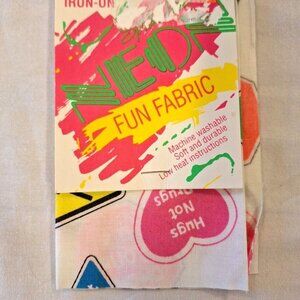 IRON-ON
NEON
FUN FABRIC
Machine washable
Soft and durable
Low heat instructions
Hugs
Not
Drugs